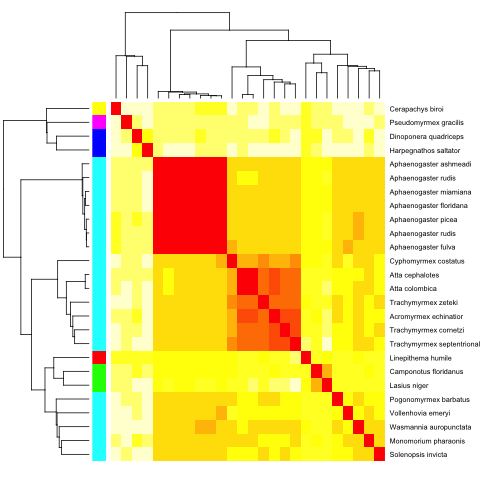 Cerapachys biroi
Pseudomyrmex gracilis
Dinoponera quadriceps
Harpegnathos saltator
Aphaenogaster ashmeadi
Aphaenogaster rudis
Aphaenogaster miamiana
Aphaenogaster floridana
Aphaenogaster picea
Aphaenogaster rudis
Aphaenogaster fulva
Cyphomyrmex costatus
Atta cephalotes
Atta colombica
Trachymyrmex zeteki
Acromyrmex echinatior
Trachymyrmex cornetzi
Trachymyrmex septentrional
Linepithema humile
Camponotus floridanus
Lasius niger
Pogonomyrmex barbatus
Vollenhovia emeryi
Wasmannia auropunctata
Monomorium pharaonis
Solenopsis invicta